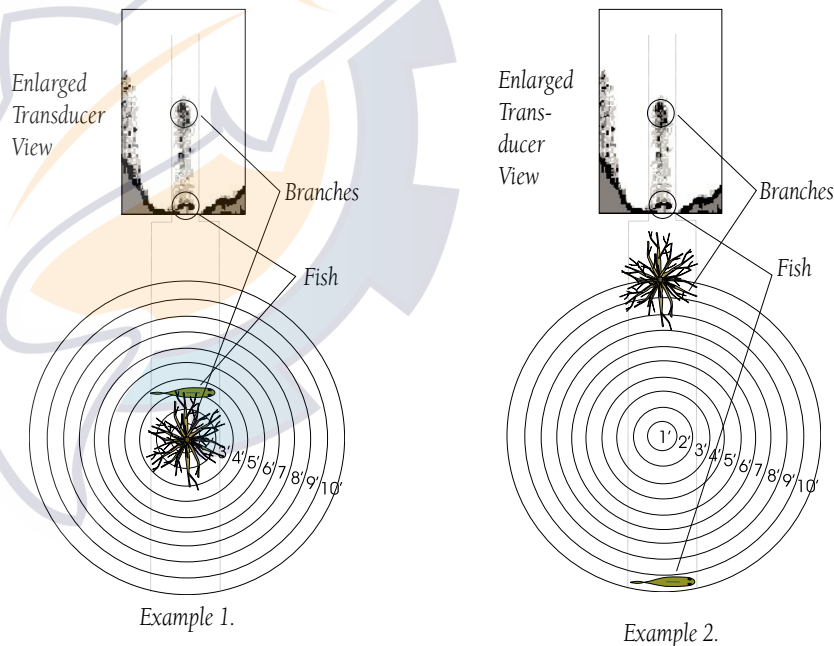 Enlarged
Transducer
View
Branches
Fish
3' 4' 5' 6' 7 8' 9' 10'
Example 1.
Enlarged
Trans-
ducer
View
Branches
Fish
1' 2' 3' 4' 5' 6' 7 8' 9' 10'
Example 2.